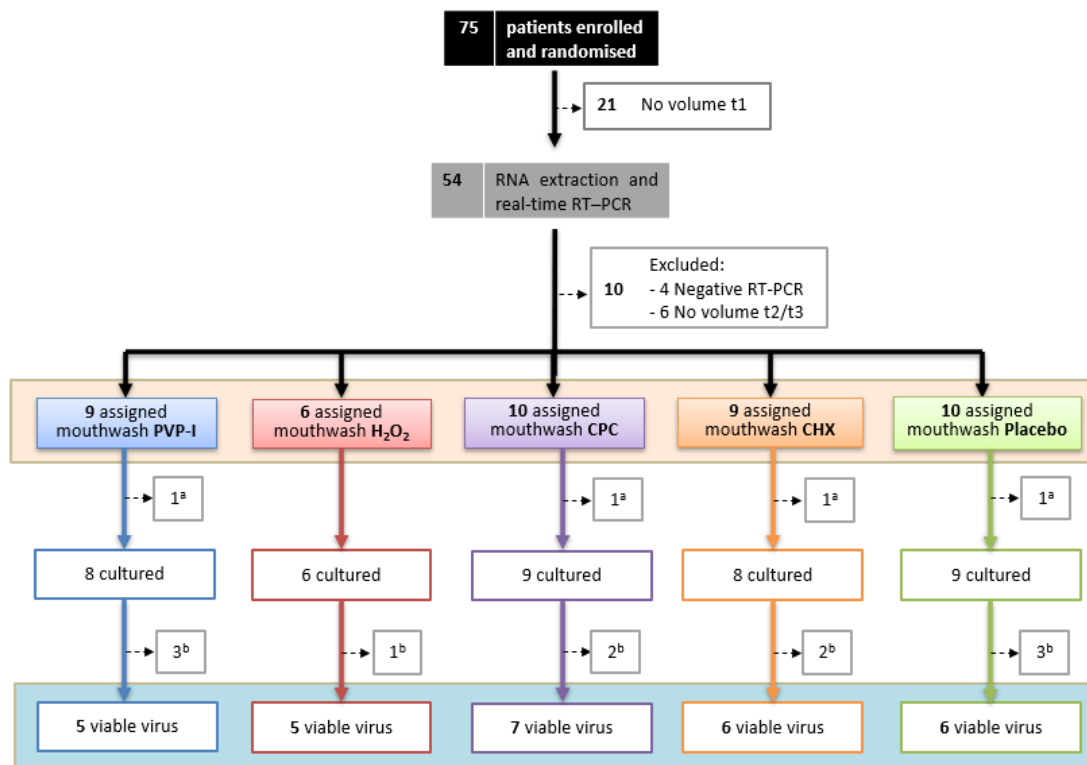 75 patients enrolled
and randomised
21 No volume t1
54 RNA extraction and
real-time RT–PCR
Excluded:
10 - 4 Negative RT-PCR
- 6 No volume t2/t3
9 assigned
mouthwash PVP-I
6 assigned
mouthwash H₂O₂
10 assigned
mouthwash CPC
9 assigned
mouthwash CHX
10 assigned
mouthwash Placebo
1ᵃ
1ᵃ
1ᵃ
1ᵃ
8 cultured
6 cultured
9 cultured
8 cultured
9 cultured
3ᵇ
1ᵇ
2ᵇ
2ᵇ
3ᵇ
5 viable virus
5 viable virus
7 viable virus
6 viable virus
6 viable virus